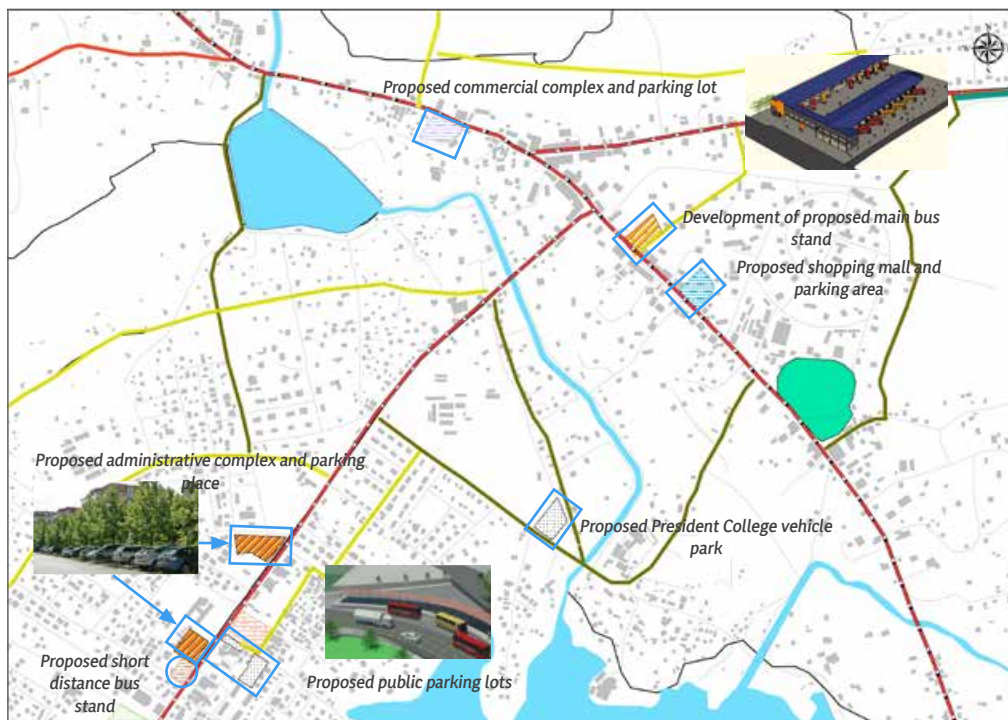 Proposed commercial complex and parking lot
Development of proposed main bus
stand
Proposed shopping mall and
parking area
Proposed administrative complex and parking
place
Proposed President College vehicle
park
Proposed short
distance bus
stand
Proposed public parking lots